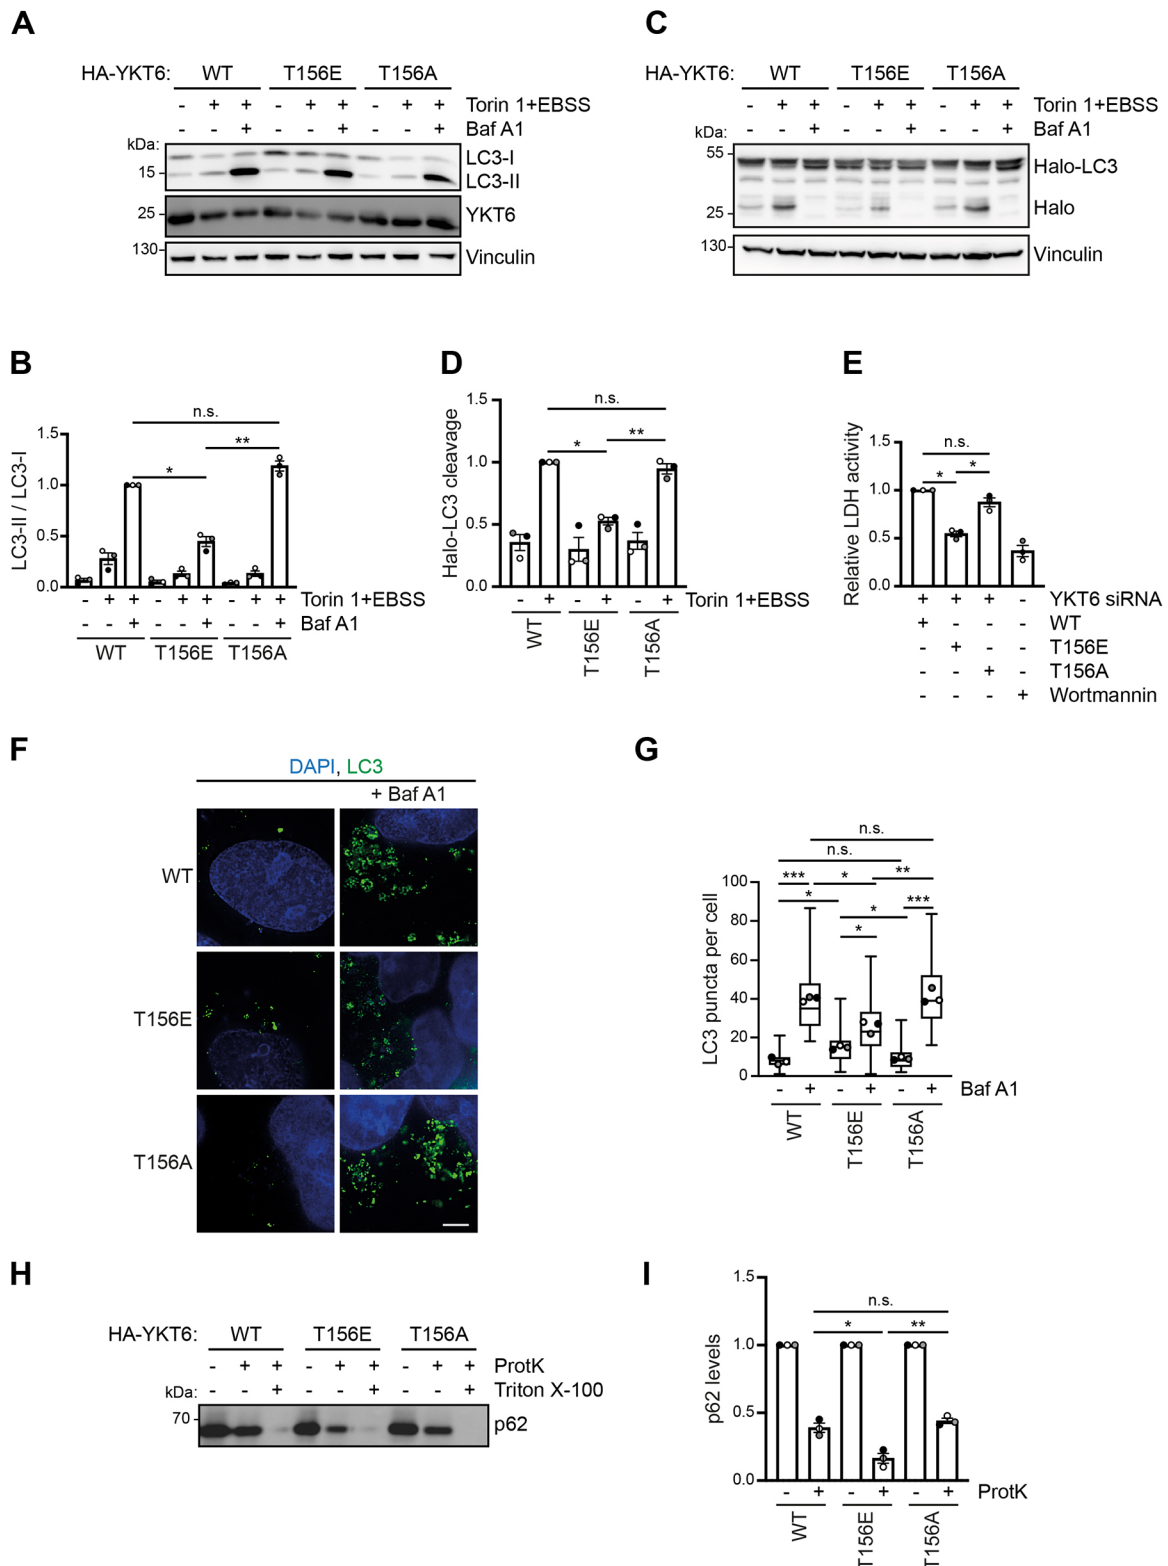 A
HA-YKT6: WT T156E T156A
- + + - + + - + + Torin 1+EBSS
- - + - - + - - + Baf A1
kDa:
LC3-I
15
LC3-II
25 YKT6
130 Vinculin
C
HA-YKT6: WT T156E T156A
- + + - + + - + + Torin 1+EBSS
- - + - - + - - + Baf A1
kDa:
55
Halo-LC3
25 Halo
130 Vinculin
B
LC3-II / LC3-I
n.s.
**
*
1.5
1.0
0.5
0.0
- + + - + + - + + Torin 1+EBSS
- - + - - + - - + Baf A1
WT T156E T156A
D
Halo-LC3 cleavage
n.s.
* **
1.5
1.0
0.5
0.0
- + - + - + Torin 1+EBSS
WT T156E T156A
E
Relative LDH activity
n.s.
* *
1.5
1.0
0.5
0.0
+ + + - YKT6 siRNA
+ - - - WT
- + - - T156E
- - + - T156A
- - - + Wortmannin
F
DAPI, LC3
+ Baf A1
WT
T156E
T156A
G
LC3 puncta per cell
n.s.
n.s.
*** * **
* * ***
*
100
80
60
40
20
0
- + - + - + Baf A1
WT T156E T156A
H
HA-YKT6: WT T156E T156A
- + + - + + - + + ProtK
- - + - - + - - + Triton X-100
kDa:
70
p62
I
p62 levels
n.s.
* **
1.5
1.0
0.5
0.0
- + - + - + ProtK
WT T156E T156A